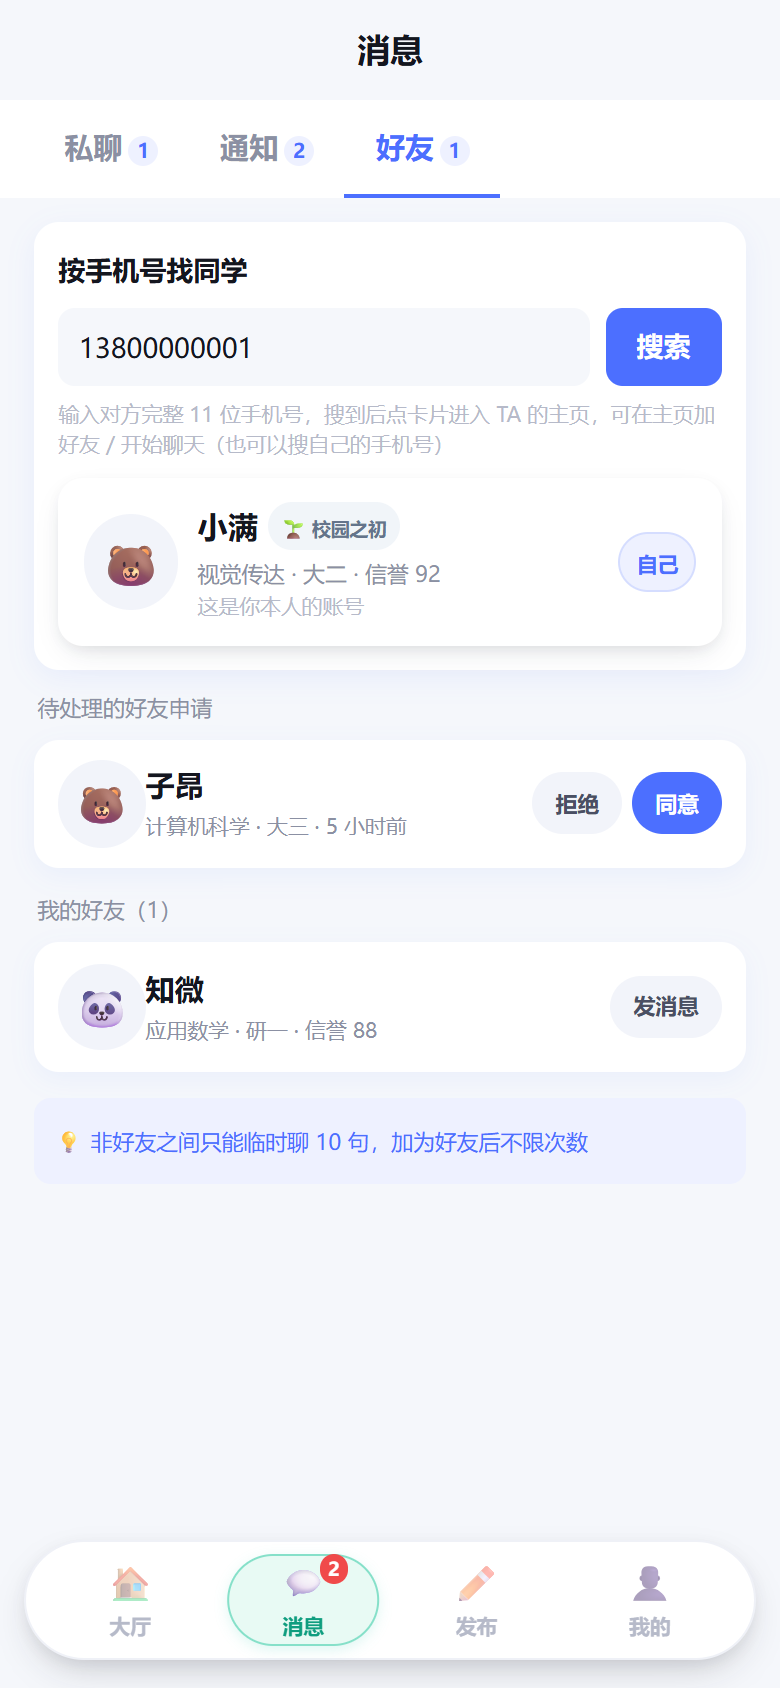 消息
私聊 1 通知 2 好友 1
按手机号找同学
13800000001 搜索
输入对方完整 11 位手机号，搜到后点卡片进入 TA 的主页，可在主页加
好友 / 开始聊天（也可以搜自己的手机号）
小满 校园之初
视觉传达 · 大二 · 信誉 92
这是你本人的账号
自己
待处理的好友申请
子昂
计算机科学 · 大三 · 5 小时前
拒绝 同意
我的好友（1）
知微
应用数学 · 研一 · 信誉 88
发消息
非好友之间只能临时聊 10 句，加为好友后不限次数
2
大厅 消息 发布 我的